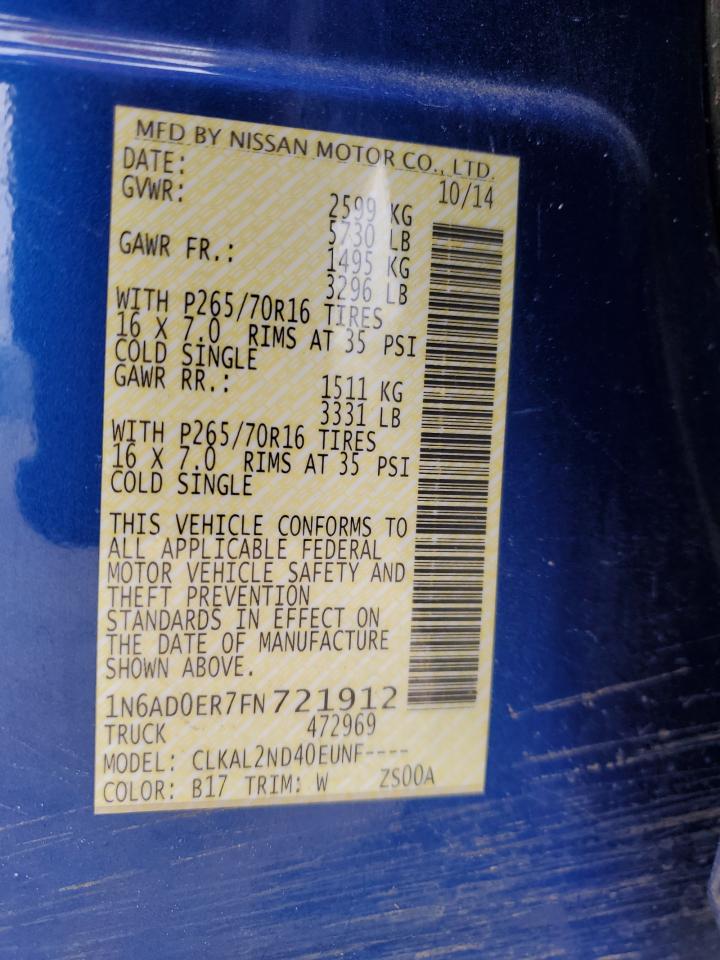 MFD BY NISSAN MOTOR CO., LTD.
DATE: 10/14
GVWR: 2599 KG
5730 LB
GAWR FR.: 1495 KG
3296 LB
WITH P265/70R16 TIRES
16 X 7.0 RIMS AT 35 PSI
COLD SINGLE
GAWR RR.: 1511 KG
3331 LB
WITH P265/70R16 TIRES
16 X 7.0 RIMS AT 35 PSI
COLD SINGLE
THIS VEHICLE CONFORMS TO
ALL APPLICABLE FEDERAL
MOTOR VEHICLE SAFETY AND
THEFT PREVENTION
STANDARDS IN EFFECT ON
THE DATE OF MANUFACTURE
SHOWN ABOVE.
1N6AD0ER7FN721912
TRUCK 472969
MODEL: CLKAL2ND40EUNF----
COLOR: B17 TRIM: W ZS00A